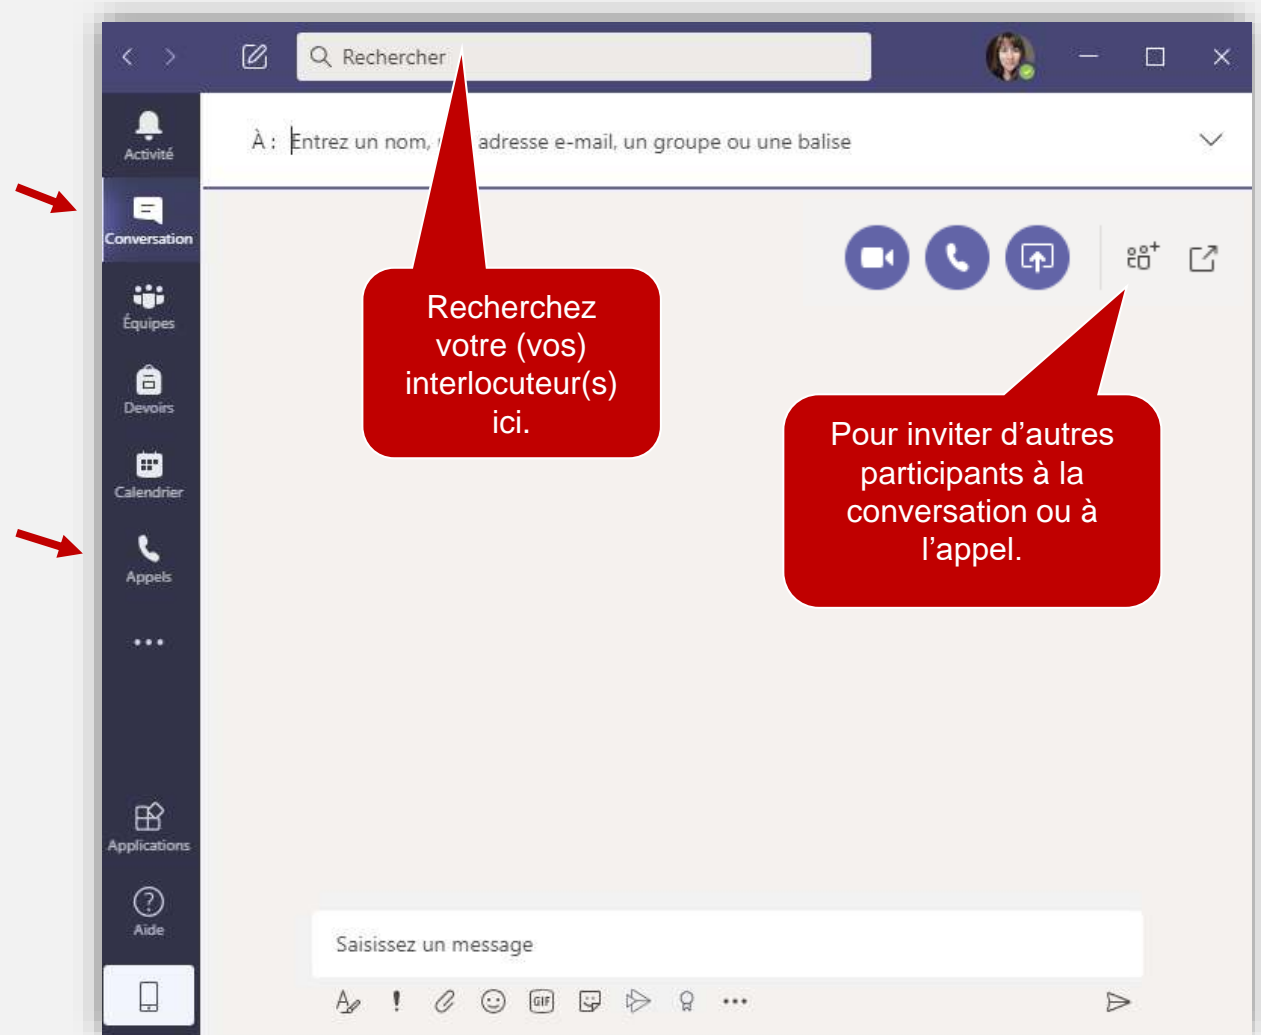 Rechercher
À : Entrez un nom, adresse e-mail, un groupe ou une balise
Activité
Conversation
Équipes
Devoirs
Calendrier
Appels
Applications
Aide
Recherchez
votre (vos)
interlocuteur(s)
ici.
Pour inviter d’autres
participants à la
conversation ou à
l’appel.
Saisissez un message
GIF